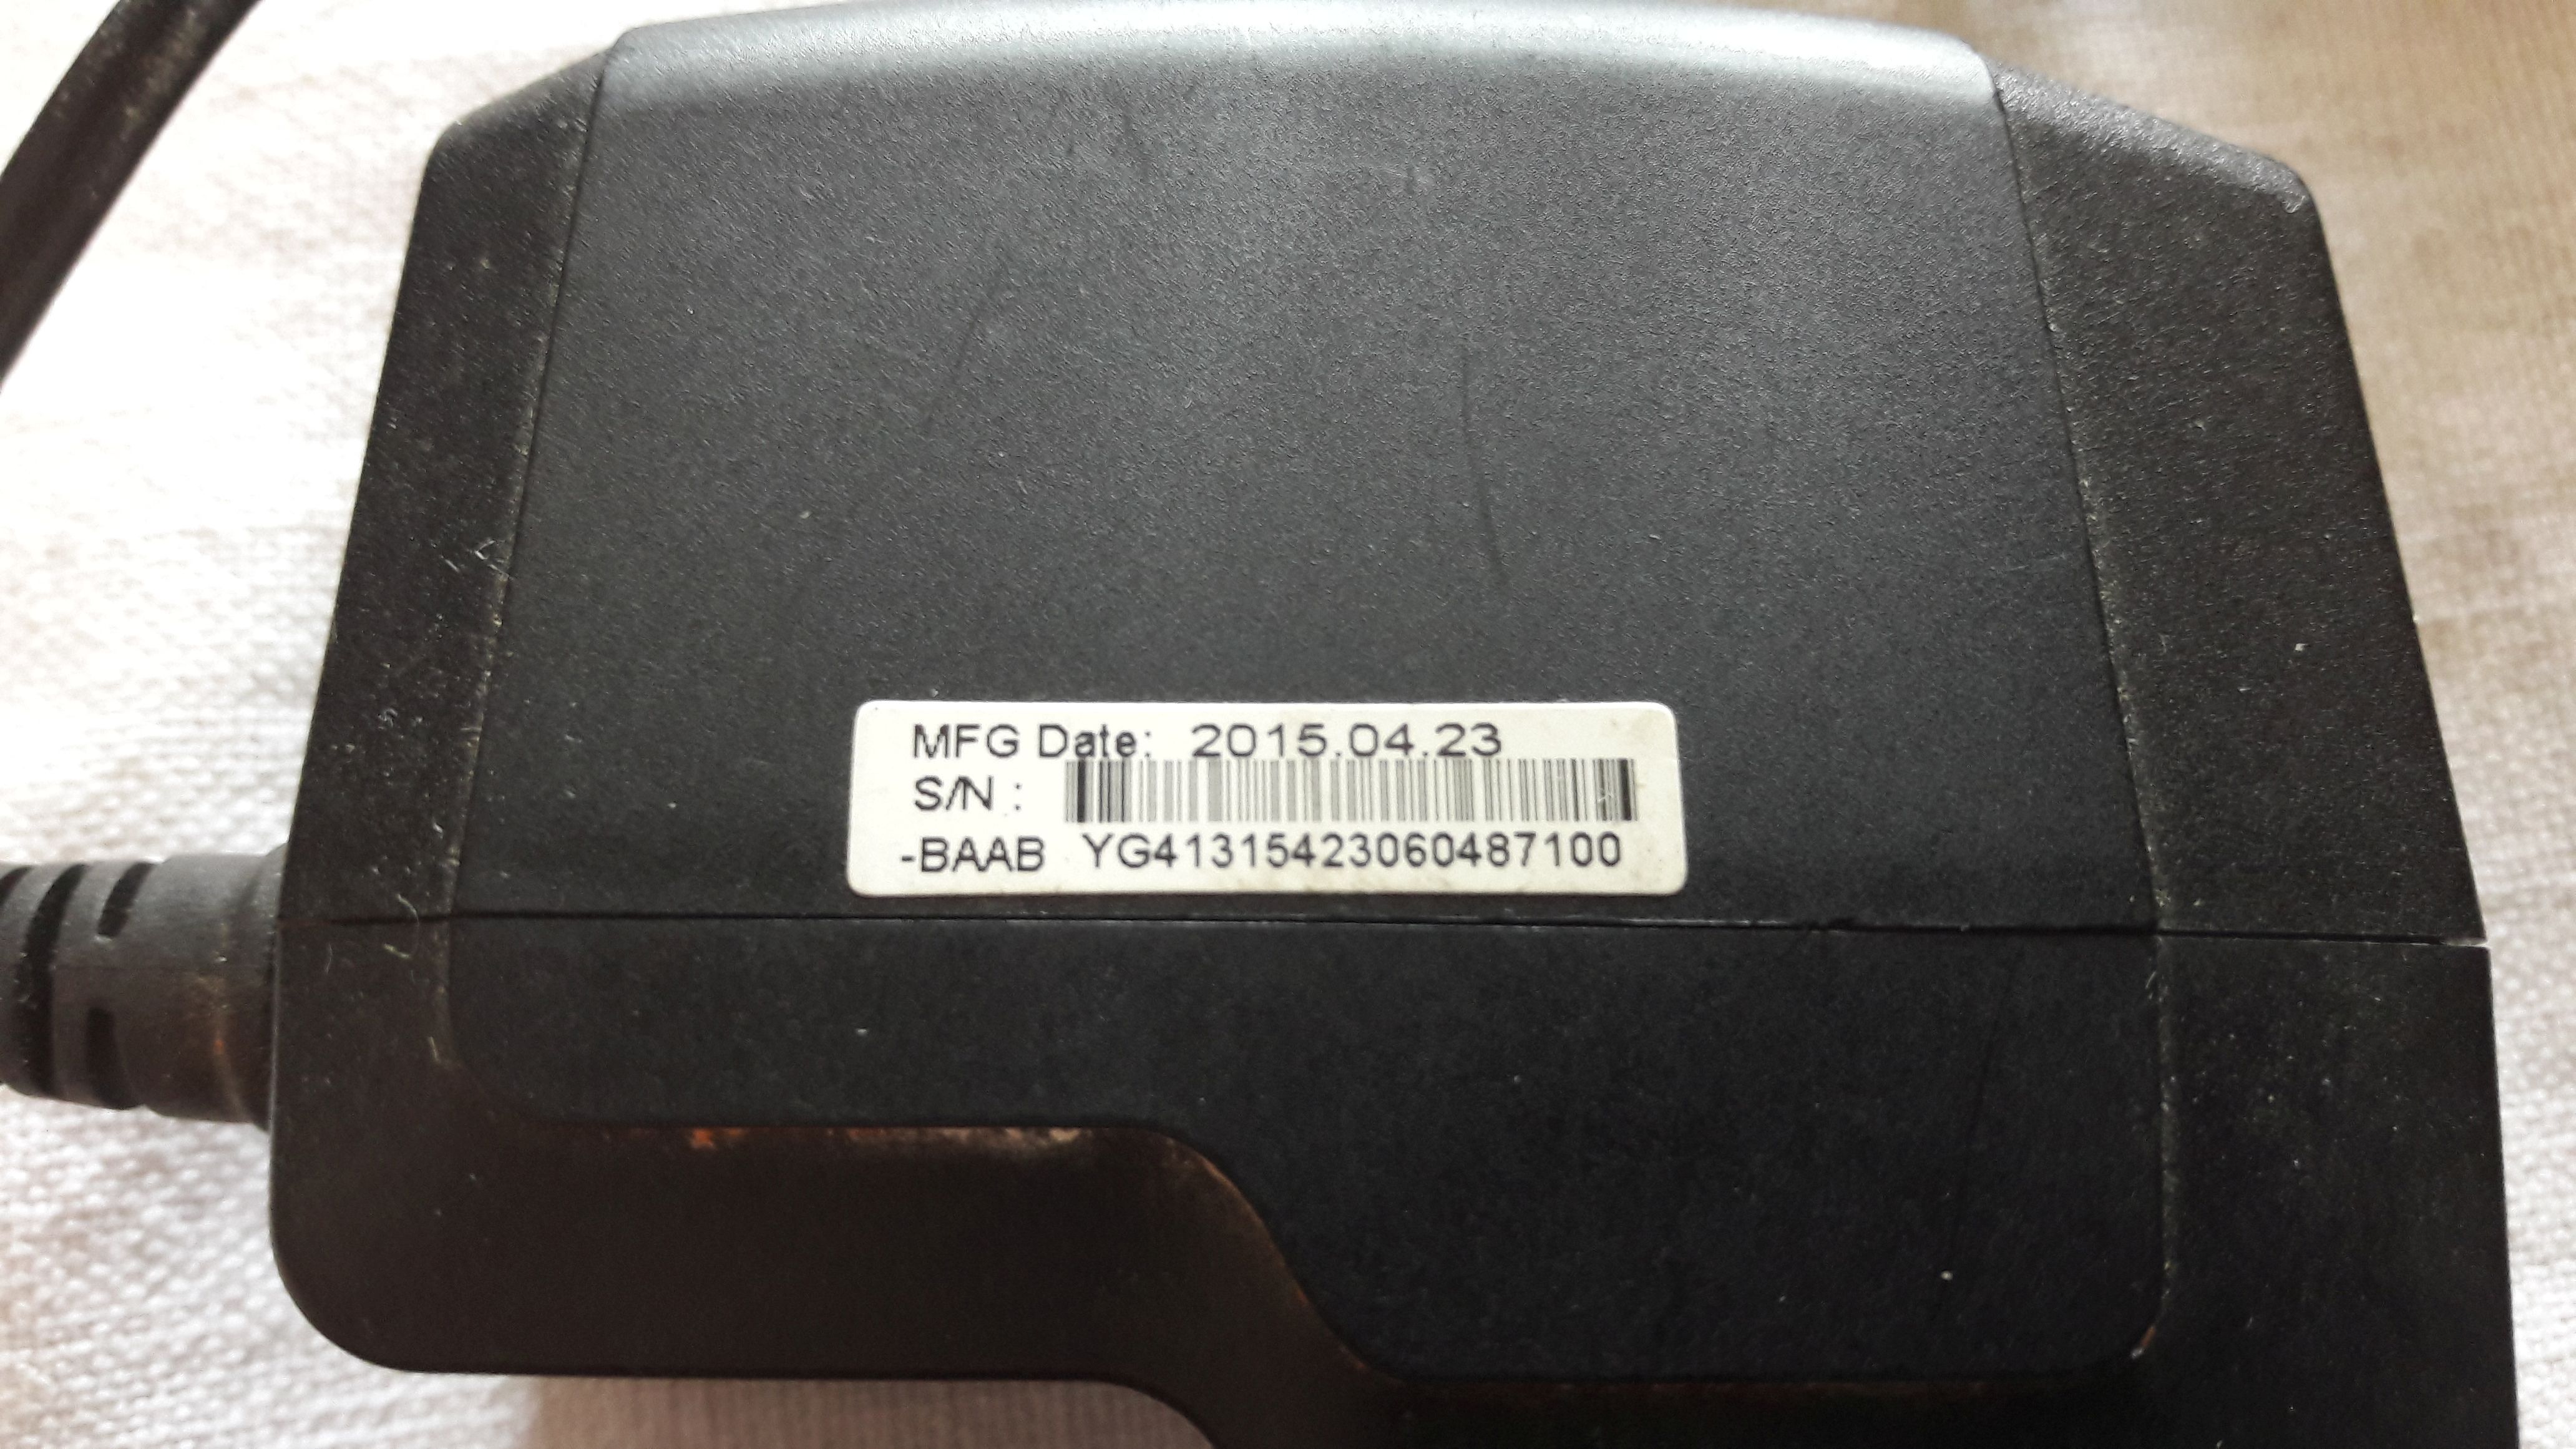 MFG Date: 2015.04.23
S/N :
-BAAB YG41315423060487100